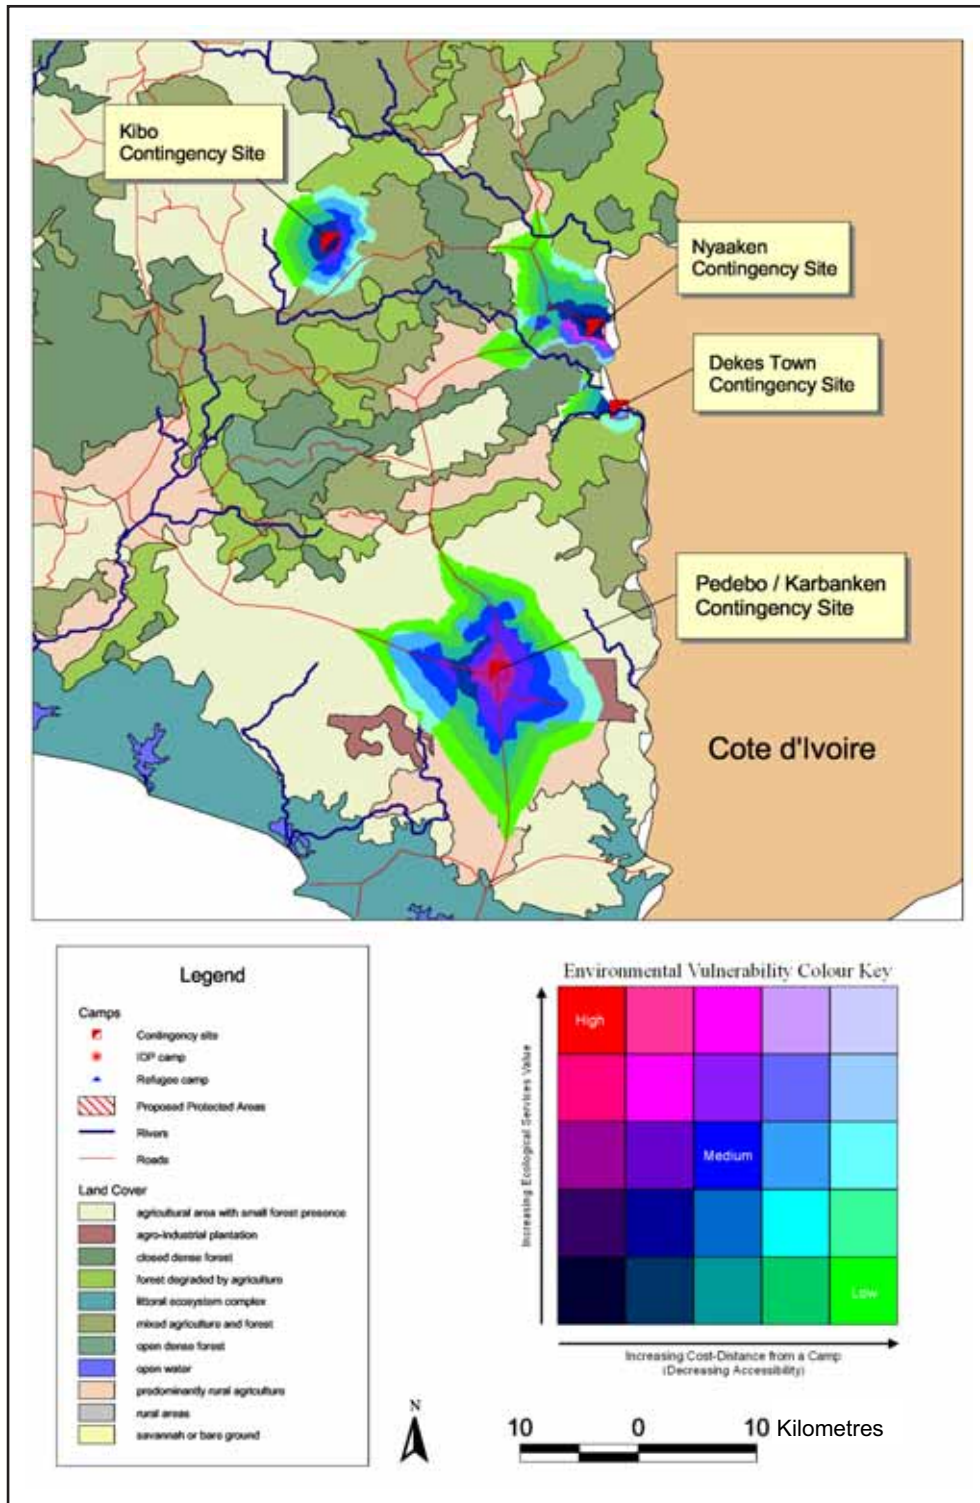 Kibo
Contingency Site
Nyaaken
Contingency Site
Dekes Town
Contingency Site
Pedebo / Karbanken
Contingency Site
Cote d'Ivoire
Legend
Camps
Contingency site
IDP camp
Refugee camp
Proposed Protected Areas
Rivers
Roads
Land Cover
agricultural area with small forest presence
agro-industrial plantation
closed dense forest
forest degraded by agriculture
littoral ecosystem complex
mixed agriculture and forest
open dense forest
open water
predominantly rural agriculture
rural areas
savannah or bare ground
Environmental Vulnerability Colour Key
Increasing Ecological Services Value
High
Medium
Low
Increasing Cost-Distance from a Camp
(Decreasing Accessibility)
N
10 0 10 Kilometres